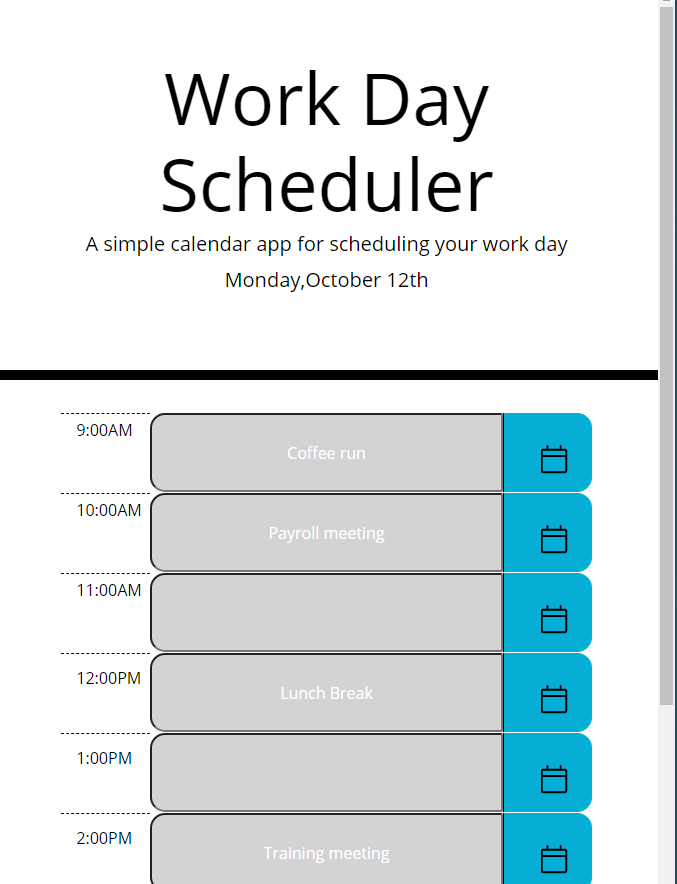 Work Day
Scheduler
A simple calendar app for scheduling your work day
Monday,October 12th
9:00AM
Coffee run
10:00AM
Payroll meeting
11:00AM
12:00PM
Lunch Break
1:00PM
2:00PM
Training meeting